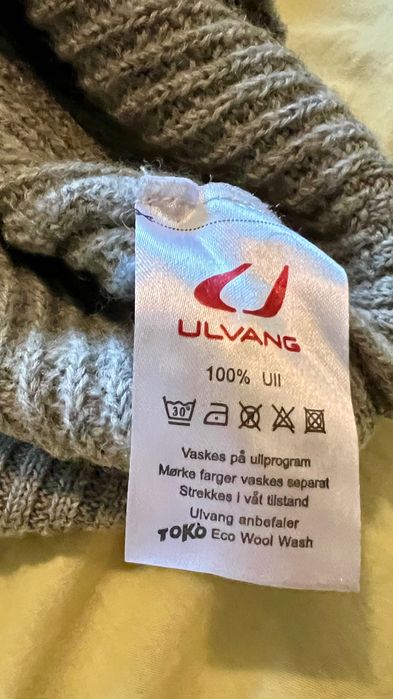 ULVANG
100% Ull
30°
Vaskes på ullprogram
Mørke farger vaskes separat
Strekkes i våt tilstand
Ulvang anbefaler
TOKO Eco Wool Wash